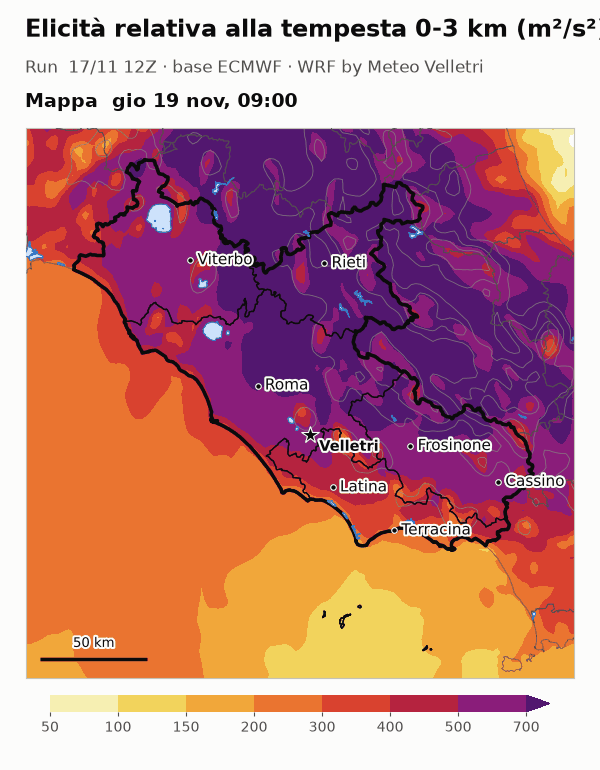 Elicità relativa alla tempesta 0-3 km (m²/s²)
Run 17/11 12Z · base ECMWF · WRF by Meteo Velletri
Mappa gio 19 nov, 09:00
Viterbo
Rieti
Roma
Velletri
Frosinone
Latina
Cassino
Terracina
50 km
50 100 150 200 300 400 500 700